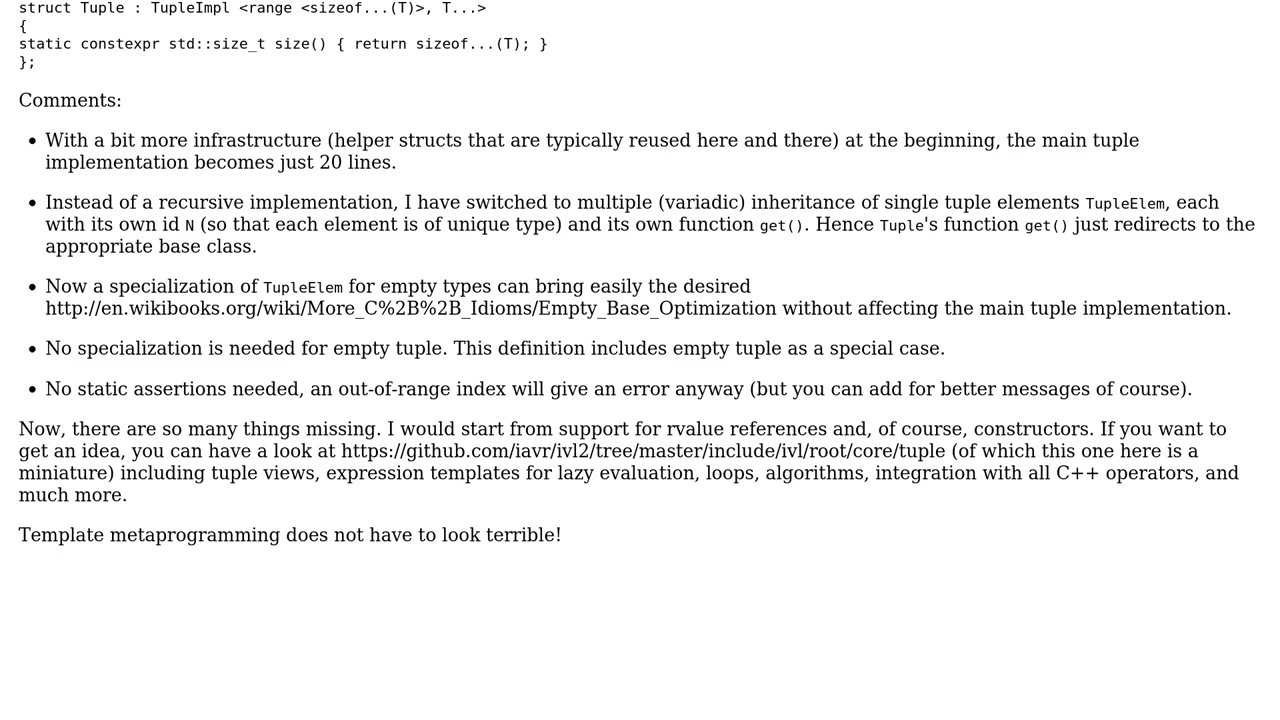 struct Tuple : TupleImpl <range <sizeof...(T)>, T...>
{
static constexpr std::size_t size() { return sizeof...(T); }
};
Comments:
• With a bit more infrastructure (helper structs that are typically reused here and there) at the beginning, the main tuple
implementation becomes just 20 lines.
• Instead of a recursive implementation, I have switched to multiple (variadic) inheritance of single tuple elements TupleElem, each
with its own id N (so that each element is of unique type) and its own function get(). Hence Tuple's function get() just redirects to the
appropriate base class.
• Now a specialization of TupleElem for empty types can bring easily the desired
http://en.wikibooks.org/wiki/More_C%2B%2B_Idioms/Empty_Base_Optimization without affecting the main tuple implementation.
• No specialization is needed for empty tuple. This definition includes empty tuple as a special case.
• No static assertions needed, an out-of-range index will give an error anyway (but you can add for better messages of course).
Now, there are so many things missing. I would start from support for rvalue references and, of course, constructors. If you want to
get an idea, you can have a look at https://github.com/iavr/ivl2/tree/master/include/ivl/root/core/tuple (of which this one here is a
miniature) including tuple views, expression templates for lazy evaluation, loops, algorithms, integration with all C++ operators, and
much more.
Template metaprogramming does not have to look terrible!